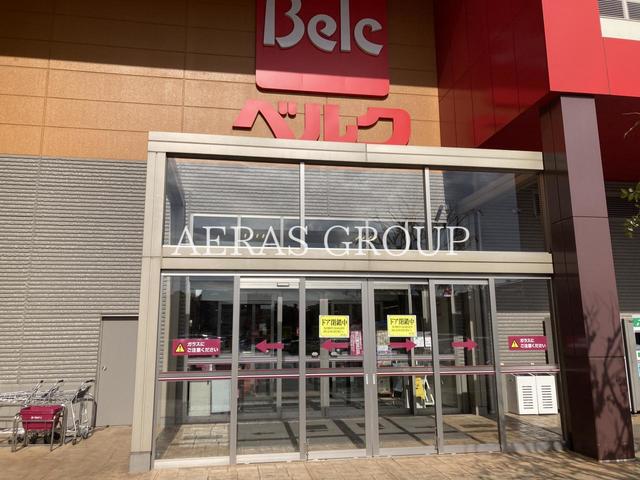 Belc
ベルク
AERAS GROUP
ドア開放中
ドア開放中
ガラスに
ご注意ください
ガラスに
ご注意ください